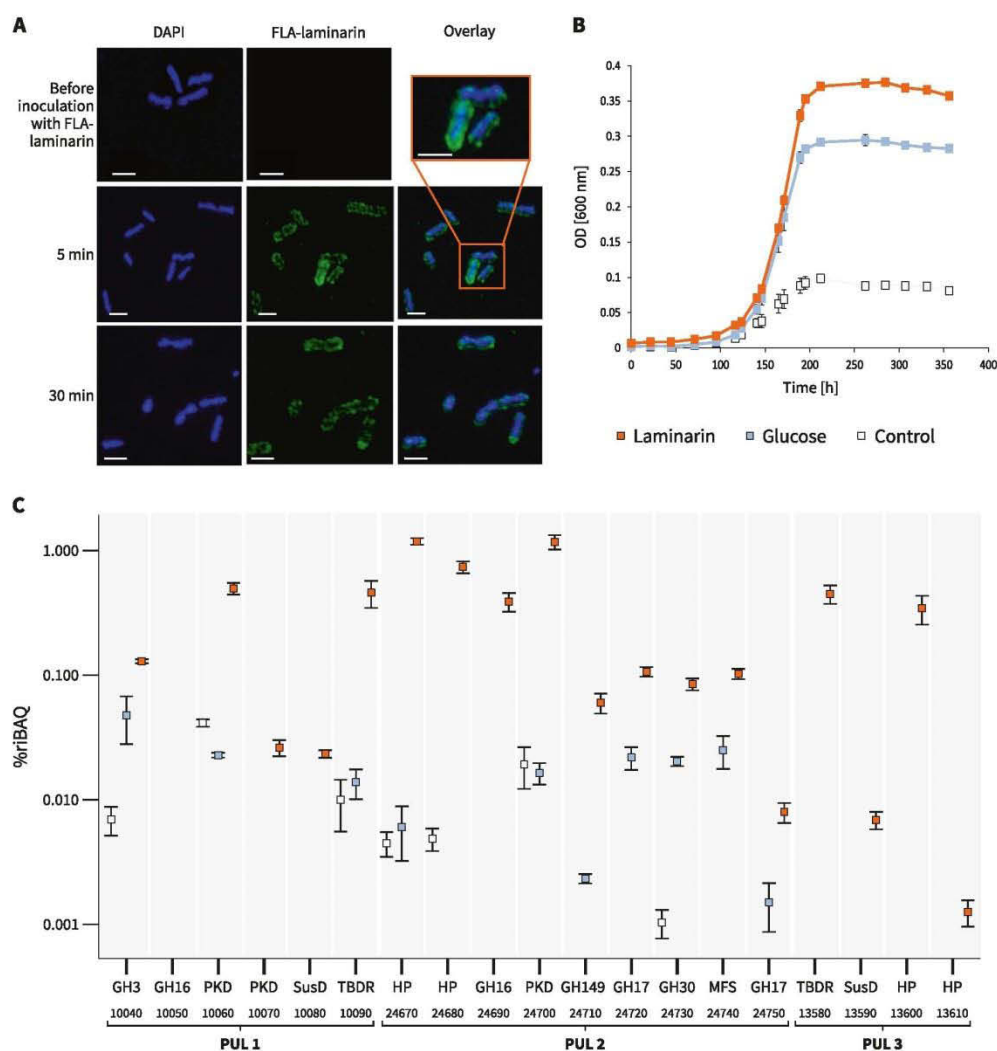 A
DAPI
FLA-laminarin
Overlay
Before
inoculation
with FLA-
laminarin
5 min
30 min
B
OD [600 nm]
0.4
0.35
0.3
0.25
0.2
0.15
0.1
0.05
0
0 50 100 150 200 250 300 350 400
Time [h]
Laminarin Glucose Control
C
%riBAQ
1.000
0.100
0.010
0.001
GH3 GH16 PKD PKD SusD TBDR HP HP GH16 PKD GH149 GH17 GH30 MFS GH17 TBDR SusD HP HP
10040 10050 10060 10070 10080 10090 24670 24680 24690 24700 24710 24720 24730 24740 24750 13580 13590 13600 13610
PUL 1 PUL 2 PUL 3